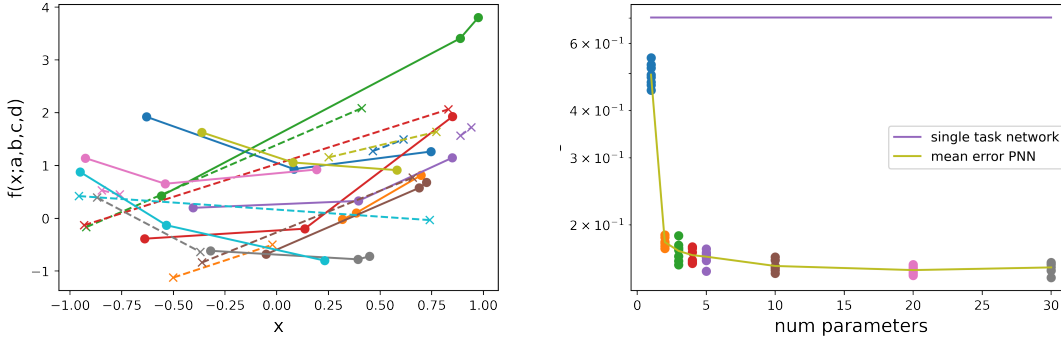 4
3
2
1
0
−1
f(x;a,b,c,d)
−1.00 −0.75 −0.50 −0.25 0.00 0.25 0.50 0.75 1.00
x
6 × 10⁻¹
4 × 10⁻¹
3 × 10⁻¹
2 × 10⁻¹
single task network
mean error PNN
0 5 10 15 20 25 30
num parameters